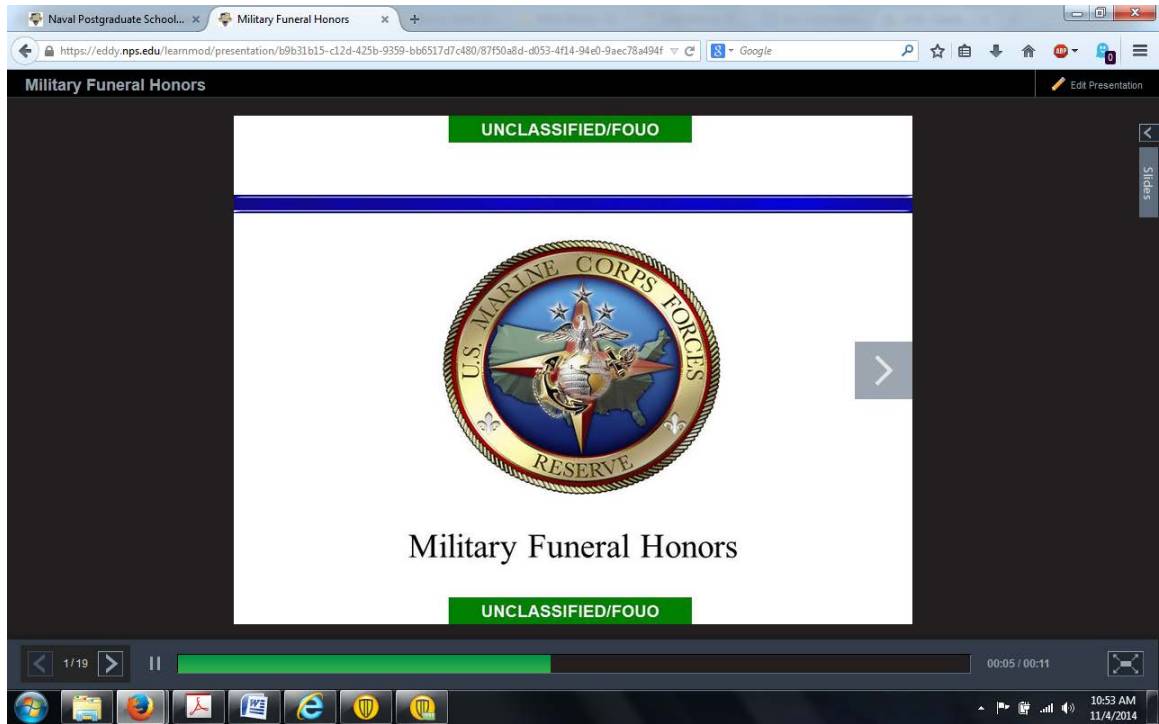 Naval Postgraduate School... × Military Funeral Honors × +
https://eddy.nps.edu/learnmod/presentation/b9b31b15-c12d-425b-9359-bb6517d7c480/87f50a8d-d053-4f14-94e0-9aec78a494f Google
Military Funeral Honors Edit Presentation
UNCLASSIFIED/FOUO
Slides
U.S. MARINE CORPS FORCES
RESERVE
Military Funeral Honors
UNCLASSIFIED/FOUO
1/19 00:05 / 00:11
10:53 AM
11/4/2014